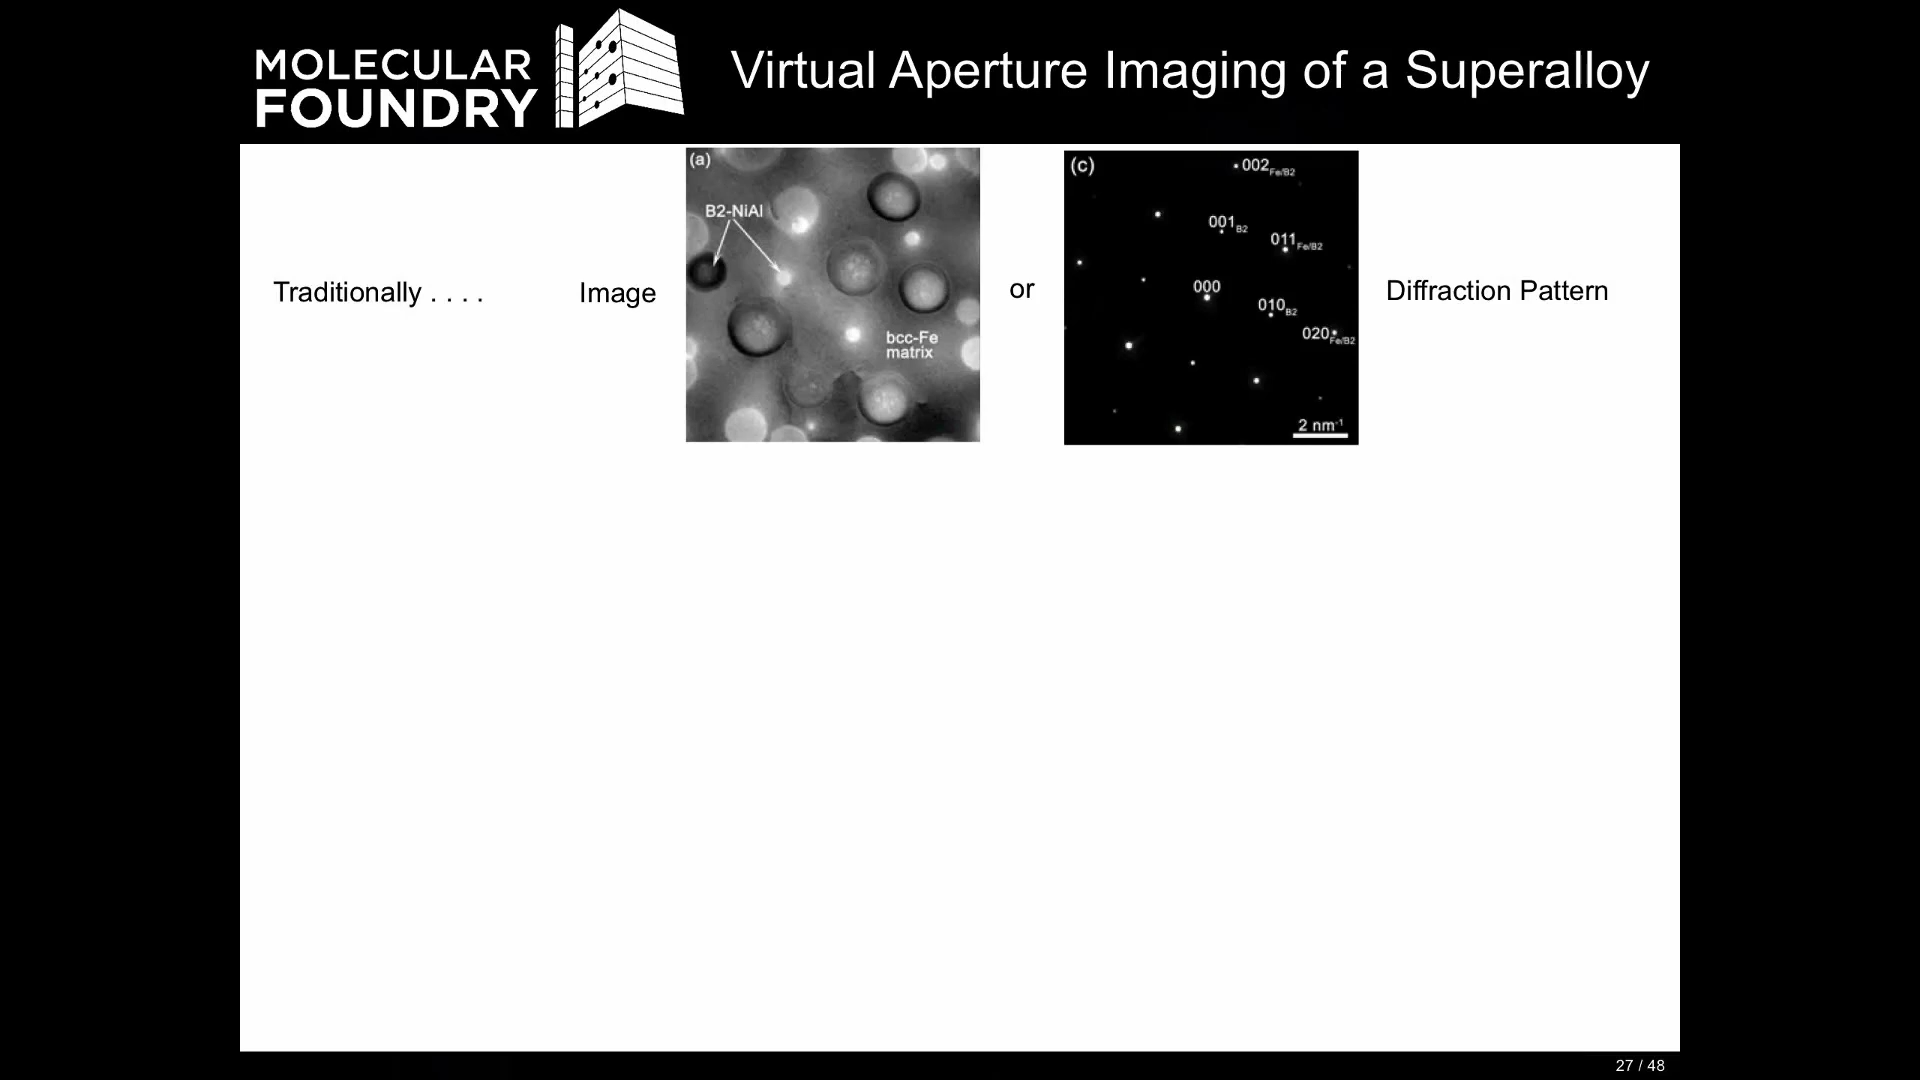 MOLECULAR
FOUNDRY
Virtual Aperture Imaging of a Superalloy
Traditionally . . . .
Image
(a)
B2-NiAl
bcc-Fe
matrix
or
(c)
002Fe/B2
001B2
011Fe/B2
000
010B2
020Fe/B2
2 nm-1
Diffraction Pattern
27 / 48